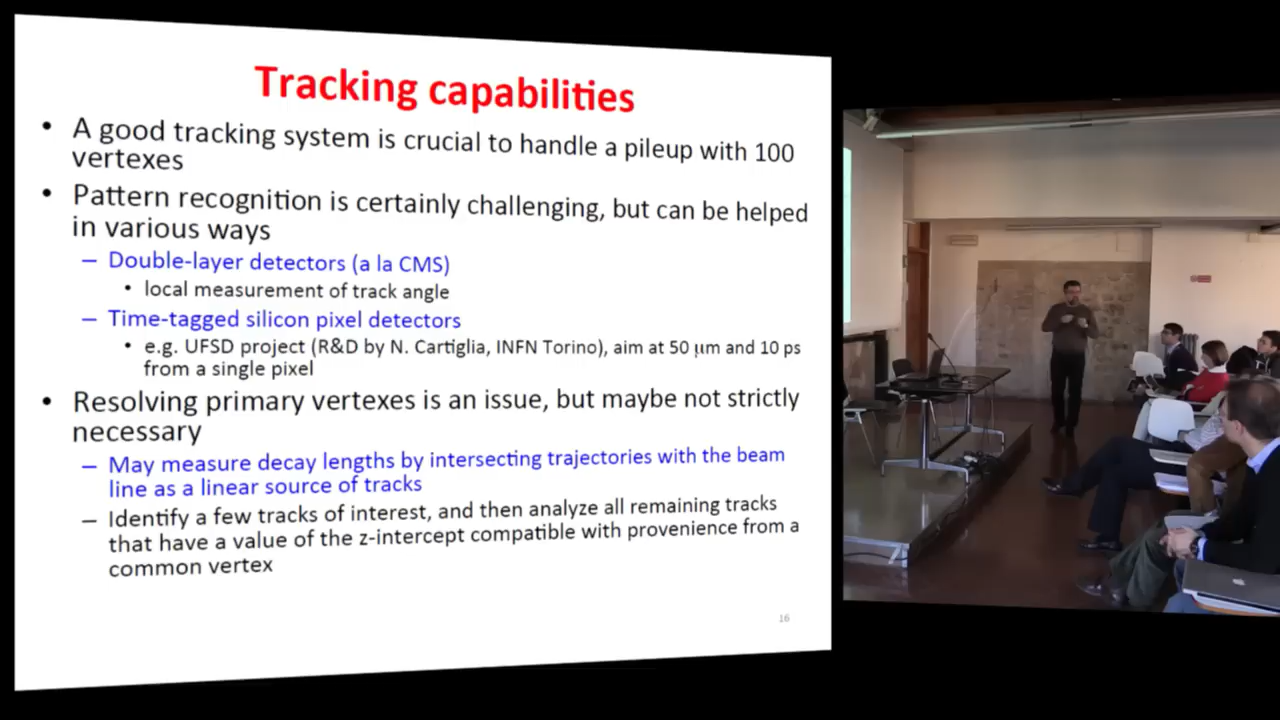 Tracking capabilities
• A good tracking system is crucial to handle a pileup with 100
vertexes
• Pattern recognition is certainly challenging, but can be helped
in various ways
– Double-layer detectors (a la CMS)
• local measurement of track angle
– Time-tagged silicon pixel detectors
• e.g. UFSD project (R&D by N. Cartiglia, INFN Torino), aim at 50 μm and 10 ps
from a single pixel
• Resolving primary vertexes is an issue, but maybe not strictly
necessary
– May measure decay lengths by intersecting trajectories with the beam
line as a linear source of tracks
– Identify a few tracks of interest, and then analyze all remaining tracks
that have a value of the z-intercept compatible with provenience from a
common vertex
16